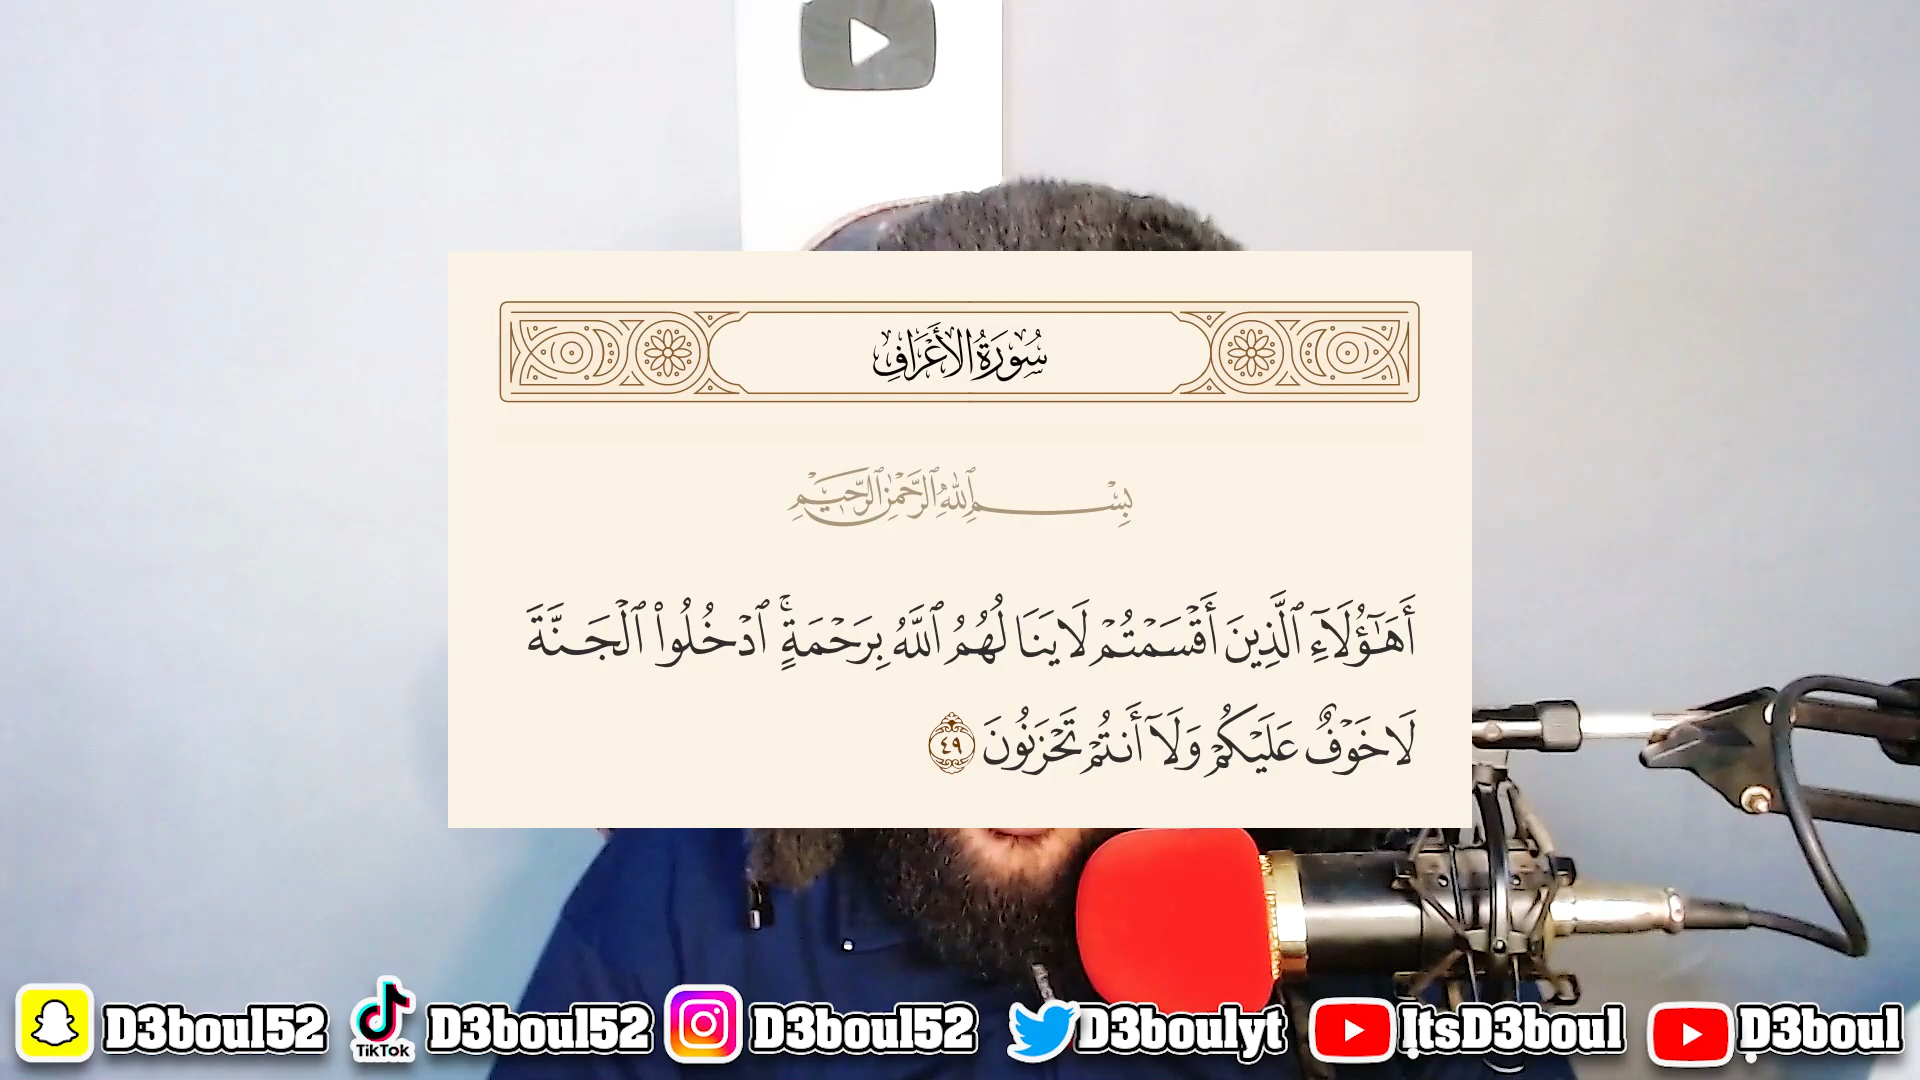 سُورَةُ الأَعْرَافِ
بِسْمِ ٱللَّهِ ٱلرَّحْمَٰنِ ٱلرَّحِيمِ
أَهَٰٓؤُلَآءِ ٱلَّذِينَ أَقْسَمْتُمْ لَا يَنَالُهُمُ ٱللَّهُ بِرَحْمَةٍۚ ٱدْخُلُوا۟ ٱلْجَنَّةَ
لَا خَوْفٌ عَلَيْكُمْ وَلَآ أَنتُمْ تَحْزَنُونَ ٤٩
D3boul52 TikTok D3boul52 D3boul52 D3boulyt ItsD3boul D3boul